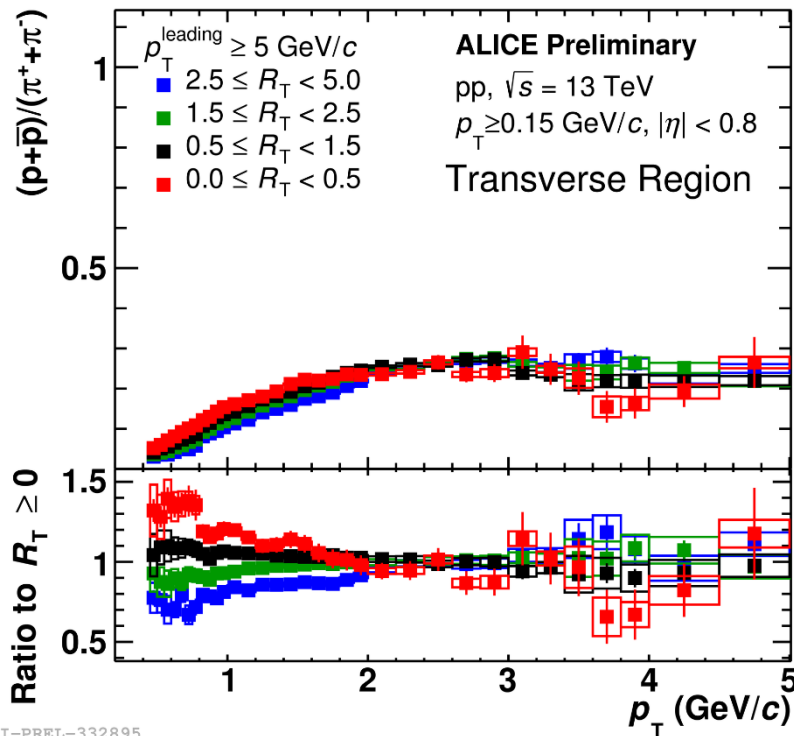 (p+p̅)/(π⁺+π⁻)
1
0.5
p_T^leading ≥ 5 GeV/c
2.5 ≤ R_T < 5.0
1.5 ≤ R_T < 2.5
0.5 ≤ R_T < 1.5
0.0 ≤ R_T < 0.5
ALICE Preliminary
pp, √s = 13 TeV
p_T≥0.15 GeV/c, |η| < 0.8
Transverse Region
Ratio to R_T ≥ 0
1.5
1
0.5
1 2 3 4 5
p_T (GeV/c)
I-PREL-332895